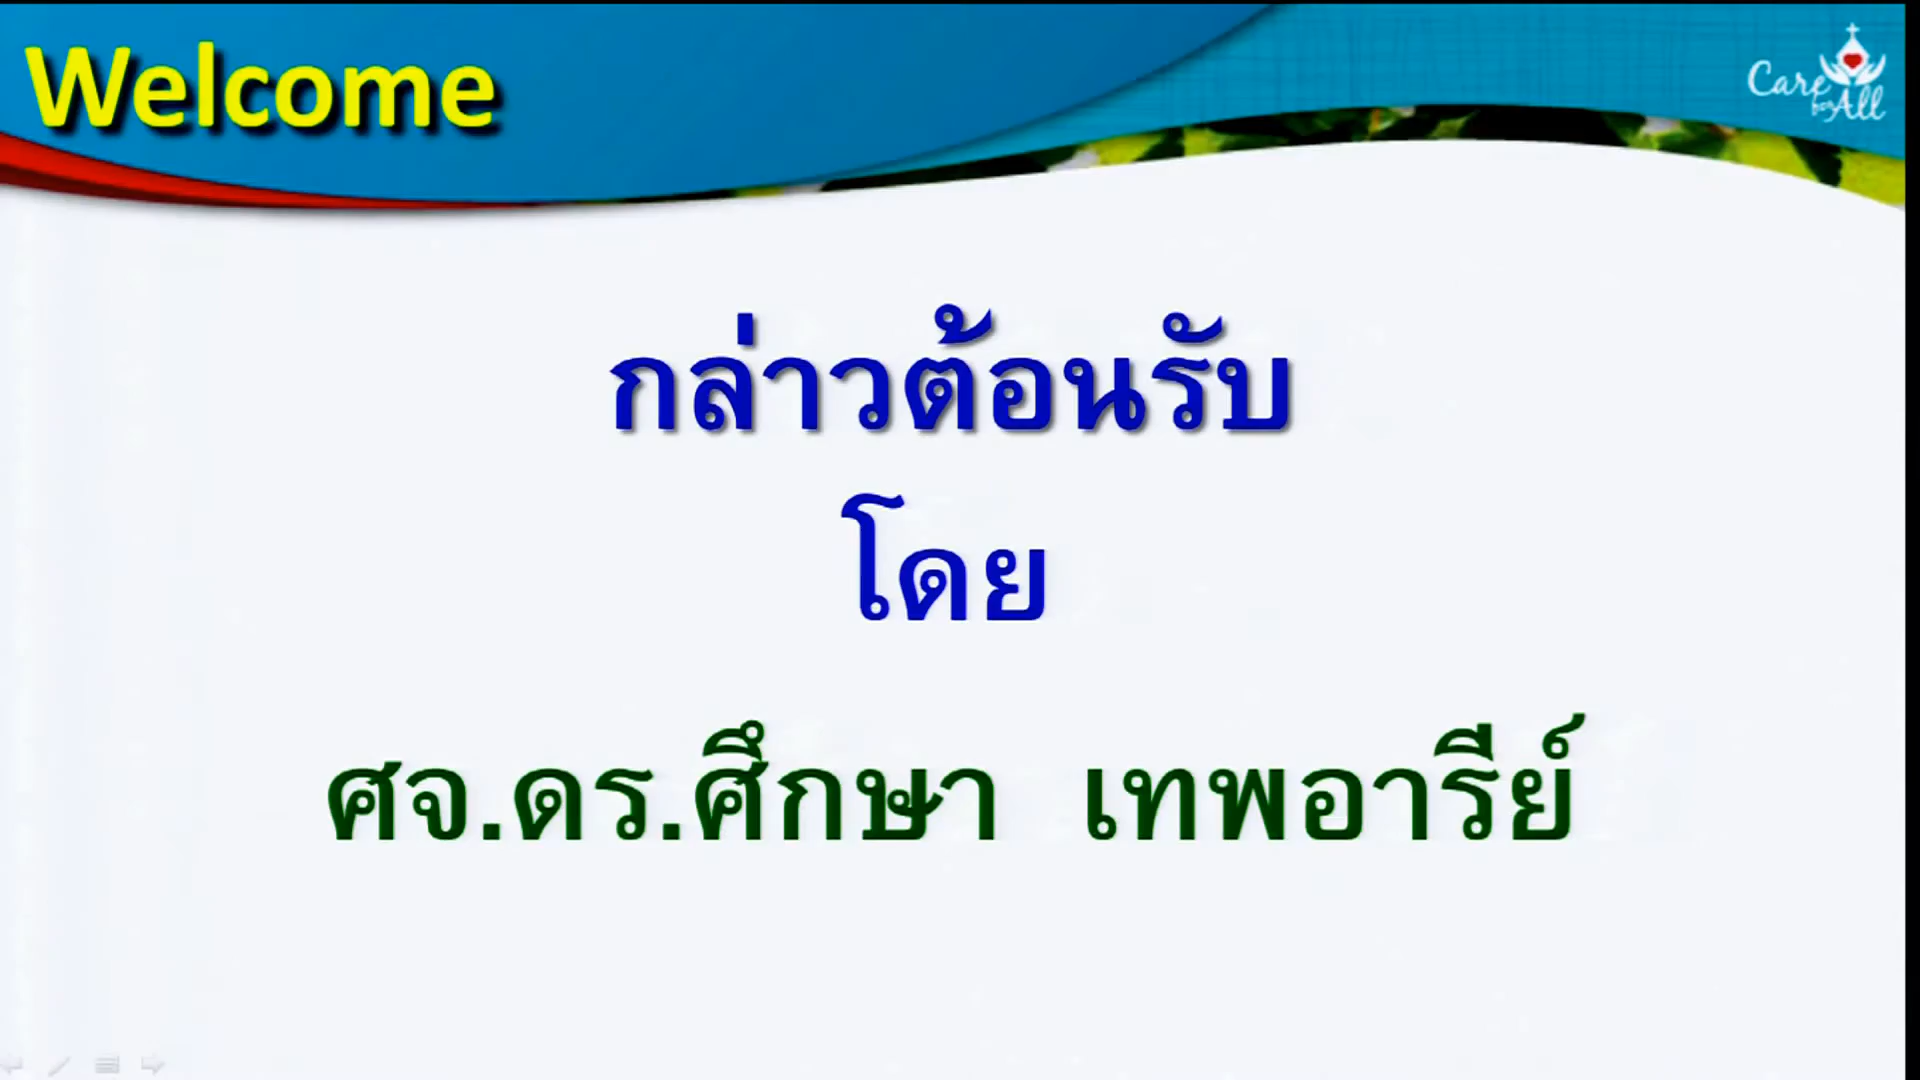 Welcome
Care
for All
กล่าวต้อนรับ
โดย
ศจ.ดร.ศึกษา เทพอารีย์